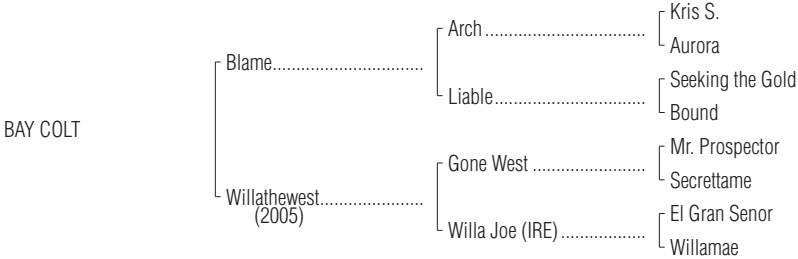 Kris S.
Arch ........................................
Aurora
Blame.....................................
Seeking the Gold
Liable......................................
Bound
BAY COLT
Mr. Prospector
Gone West ............................
Secrettame
Willathewest.........................
(2005)
El Gran Senor
Willa Joe (IRE) .....................
Willamae